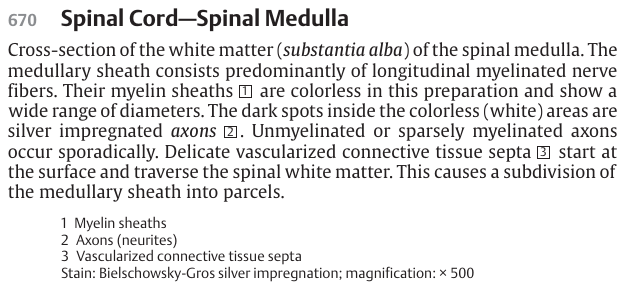 670 Spinal Cord—Spinal Medulla
Cross-section of the white matter (substantia alba) of the spinal medulla. The
medullary sheath consists predominantly of longitudinal myelinated nerve
fibers. Their myelin sheaths 1 are colorless in this preparation and show a
wide range of diameters. The dark spots inside the colorless (white) areas are
silver impregnated axons 2. Unmyelinated or sparsely myelinated axons
occur sporadically. Delicate vascularized connective tissue septa 3 start at
the surface and traverse the spinal white matter. This causes a subdivision of
the medullary sheath into parcels.
1 Myelin sheaths
2 Axons (neurites)
3 Vascularized connective tissue septa
Stain: Bielschowsky-Gros silver impregnation; magnification: × 500